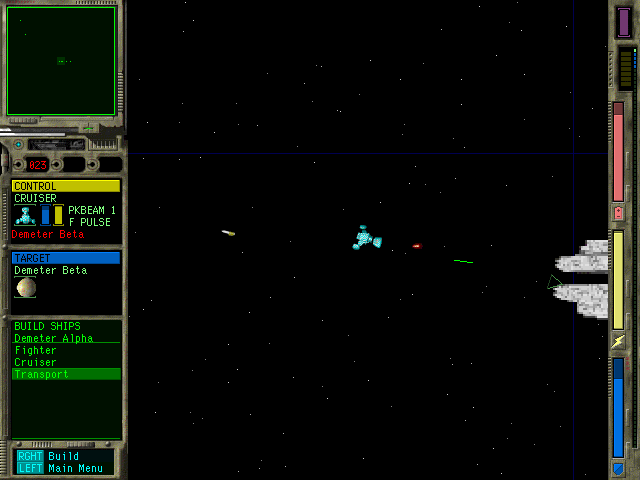 023
CONTROL
CRUISER
PKBEAM 1
F PULSE
Demeter Beta
TARGET
Demeter Beta
BUILD SHIPS
Demeter Alpha
Fighter
Cruiser
Transport
RGHT Build
LEFT Main Menu